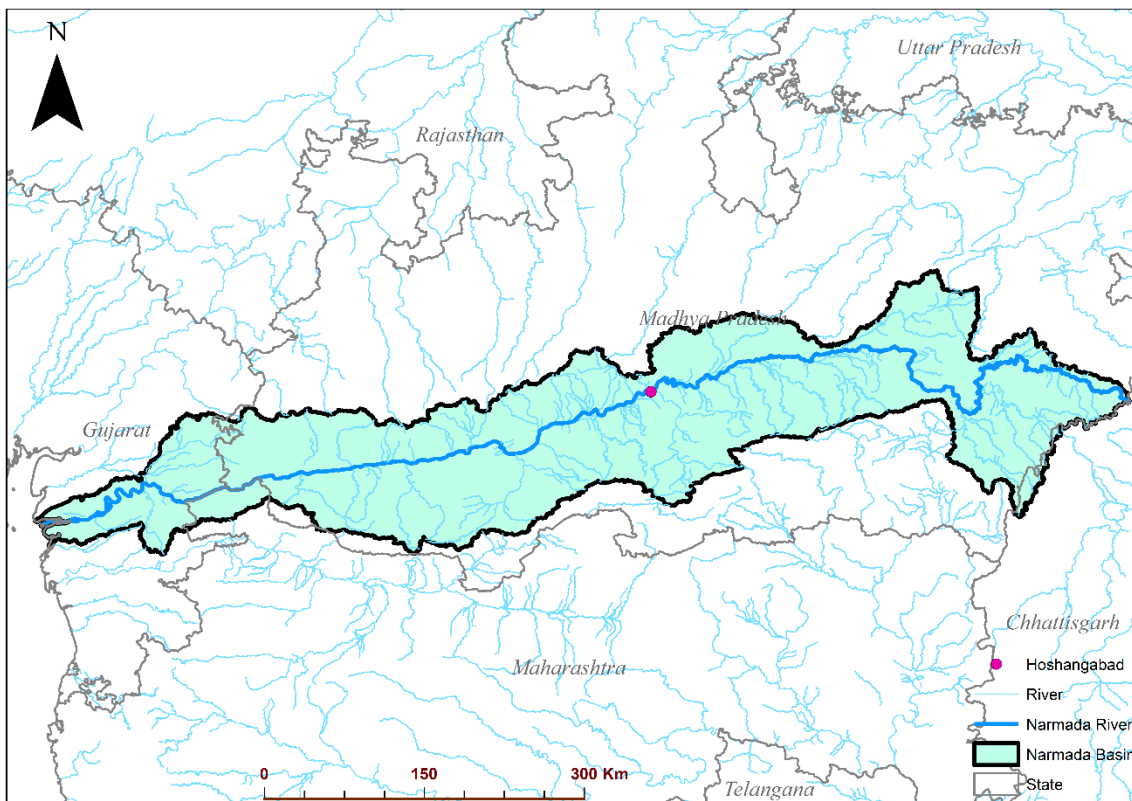 N
Uttar Pradesh
Rajasthan
Madhya Pradesh
Gujarat
Chhattisgarh
Maharashtra
Hoshangabad
River
Narmada River
Narmada Basin
State
0 150 300 Km
Telangana